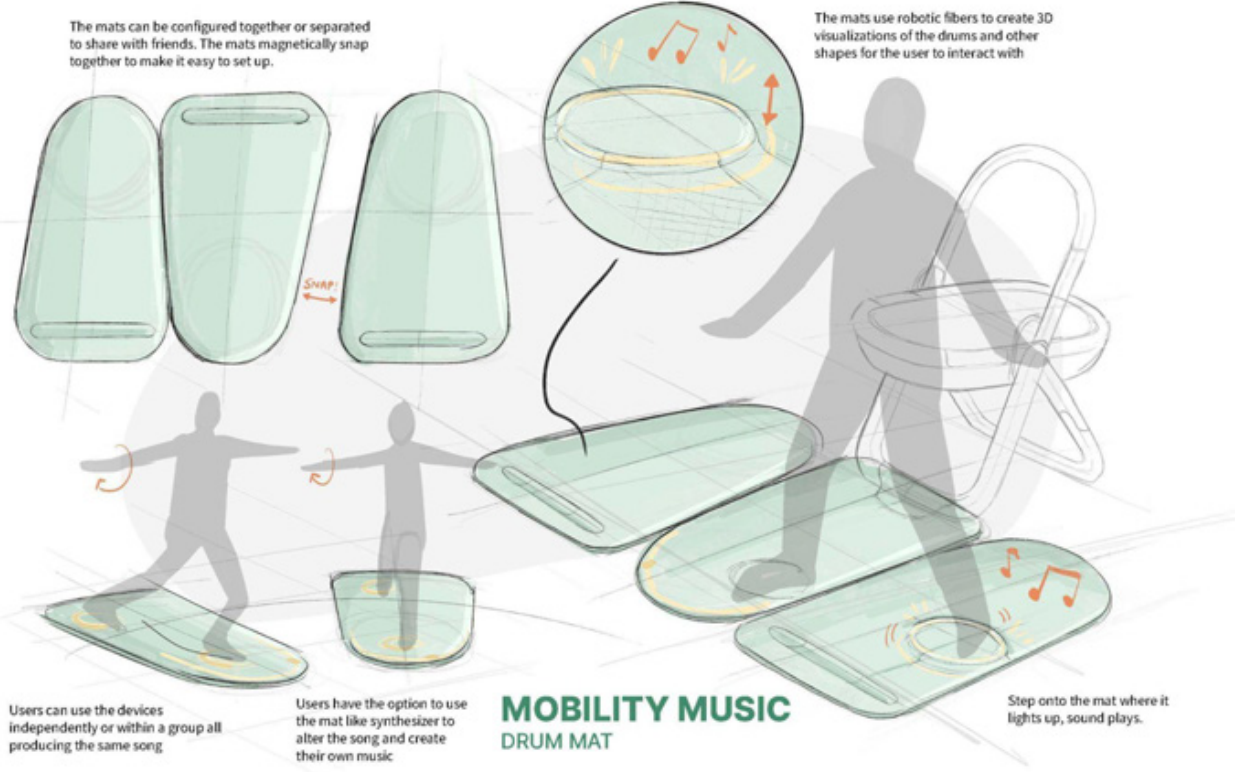 The mats can be configured together or separated
to share with friends. The mats magnetically snap
together to make it easy to set up.
The mats use robotic fibers to create 3D
visualizations of the drums and other
shapes for the user to interact with
SNAP!
Users can use the devices
independently or within a group all
producing the same song
Users have the option to use
the mat like synthesizer to
alter the song and create
their own music
MOBILITY MUSIC
DRUM MAT
Step onto the mat where it
lights up, sound plays.